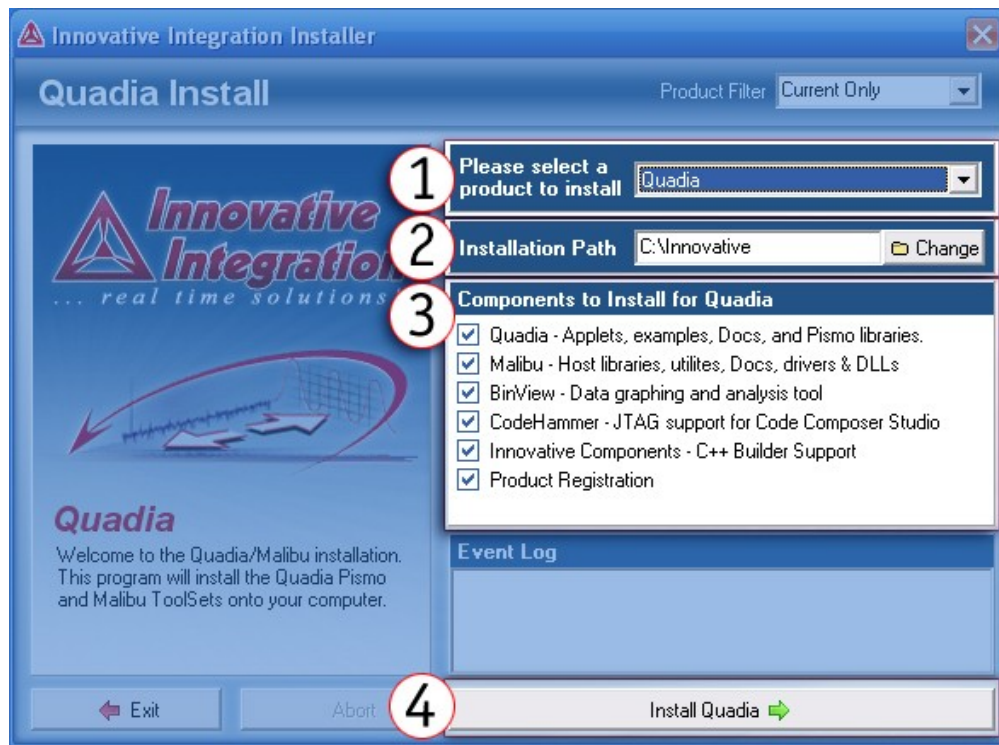 Innovative Integration Installer
Quadia Install
Product Filter Current Only
Innovative
Integration
... real time solutions!
1
Please select a
product to install
Quadia
2
Installation Path C:\Innovative Change
3
Components to Install for Quadia
Quadia - Applets, examples, Docs, and Pismo libraries.
Malibu - Host libraries, utilites, Docs, drivers & DLLs
BinView - Data graphing and analysis tool
CodeHammer - JTAG support for Code Composer Studio
Innovative Components - C++ Builder Support
Product Registration
Quadia
Welcome to the Quadia/Malibu installation.
This program will install the Quadia Pismo
and Malibu ToolSets onto your computer.
Event Log
Exit Abort 4 Install Quadia